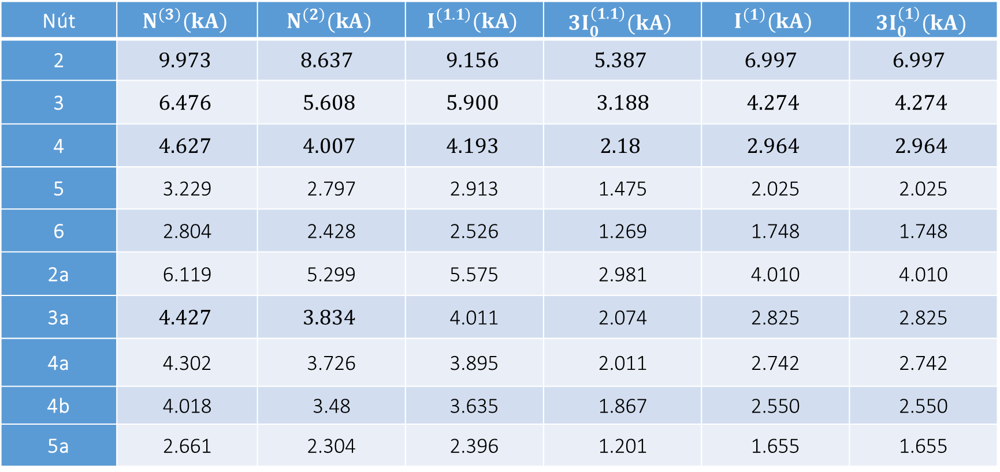 Nút N⁽³⁾(kA) N⁽²⁾(kA) I⁽¹·¹⁾(kA) 3I₀⁽¹·¹⁾(kA) I⁽¹⁾(kA) 3I₀⁽¹⁾(kA)
2 9.973 8.637 9.156 5.387 6.997 6.997
3 6.476 5.608 5.900 3.188 4.274 4.274
4 4.627 4.007 4.193 2.18 2.964 2.964
5 3.229 2.797 2.913 1.475 2.025 2.025
6 2.804 2.428 2.526 1.269 1.748 1.748
2a 6.119 5.299 5.575 2.981 4.010 4.010
3a 4.427 3.834 4.011 2.074 2.825 2.825
4a 4.302 3.726 3.895 2.011 2.742 2.742
4b 4.018 3.48 3.635 1.867 2.550 2.550
5a 2.661 2.304 2.396 1.201 1.655 1.655